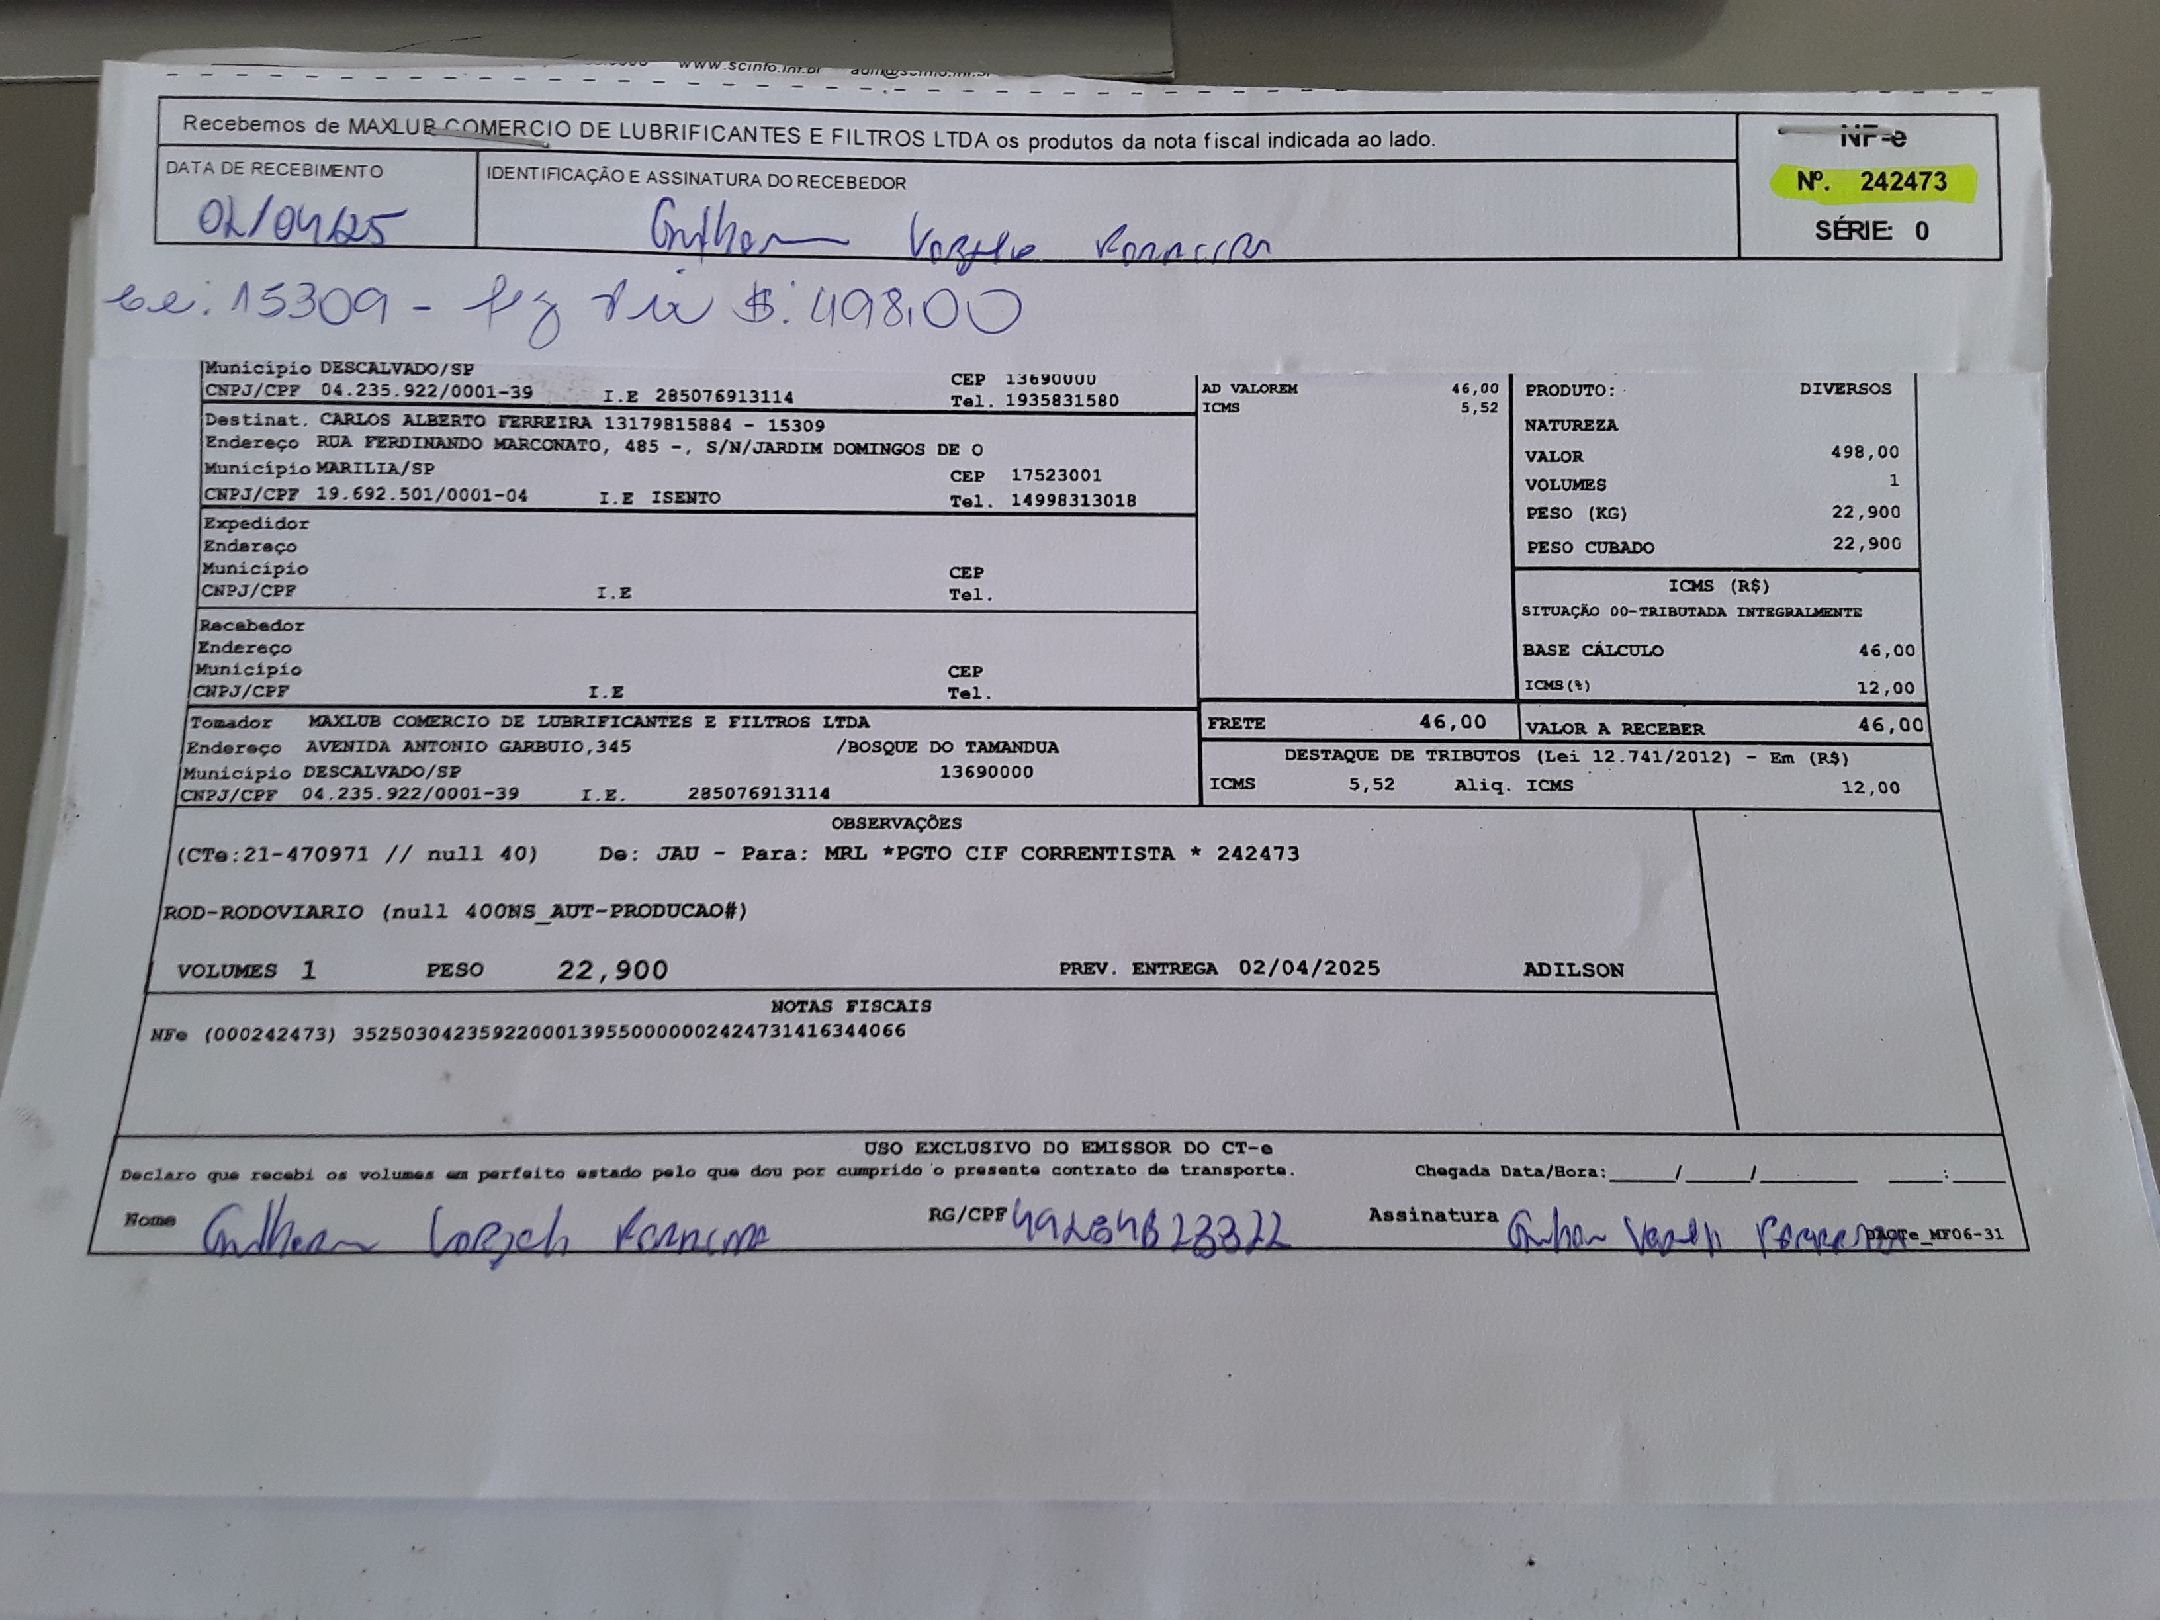 www.scinfo.inf.br
Recebemos de MAXLUB COMERCIO DE LUBRIFICANTES E FILTROS LTDA os produtos da nota fiscal indicada ao lado.
NF-e
Nº. 242473
SÉRIE: 0
DATA DE RECEBIMENTO
02/04/25
IDENTIFICAÇÃO E ASSINATURA DO RECEBEDOR
15309 - $: 498,00
Município DESCALVADO/SP CEP 13690000
CNPJ/CPF 04.235.922/0001-39 I.E 285076913114 Tel. 1935831580
Destinat. CARLOS ALBERTO FERREIRA 13179815884 - 15309
Endereço RUA FERDINANDO MARCONATO, 485 -, S/N/JARDIM DOMINGOS DE O
Município MARILIA/SP CEP 17523001
CNPJ/CPF 19.692.501/0001-04 I.E ISENTO Tel. 14998313018
Expedidor
Endereço
Município CEP
CNPJ/CPF I.E Tel.
Recebedor
Endereço
Município CEP
CNPJ/CPF I.E Tel.
Tomador MAXLUB COMERCIO DE LUBRIFICANTES E FILTROS LTDA
Endereço AVENIDA ANTONIO GARBUIO,345 /BOSQUE DO TAMANDUA
Município DESCALVADO/SP 13690000
CNPJ/CPF 04.235.922/0001-39 I.E. 285076913114
AD VALOREM 46,00
ICMS 5,52
FRETE 46,00
PRODUTO: DIVERSOS
NATUREZA
VALOR 498,00
VOLUMES 1
PESO (KG) 22,900
PESO CUBADO 22,900
ICMS (R$)
SITUAÇÃO 00-TRIBUTADA INTEGRALMENTE
BASE CÁLCULO 46,00
ICMS(%) 12,00
VALOR A RECEBER 46,00
DESTAQUE DE TRIBUTOS (Lei 12.741/2012) - Em (R$)
ICMS 5,52 Aliq. ICMS 12,00
OBSERVAÇÕES
(CTe:21-470971 // null 40) De: JAU - Para: MRL *PGTO CIF CORRENTISTA * 242473
ROD-RODOVIARIO (null 400NS_AUT-PRODUCAO#)
VOLUMES 1 PESO 22,900 PREV. ENTREGA 02/04/2025 ADILSON
NOTAS FISCAIS
NFe (000242473) 35250304235922000139550000002424731416344066
USO EXCLUSIVO DO EMISSOR DO CT-e
Declaro que recebi os volumes em perfeito estado pelo que dou por cumprido o presente contrato de transporte. Chegada Data/Hora:_____/_____/________ ___:____
Nome RG/CPF Assinatura
DACTe_MF06-31